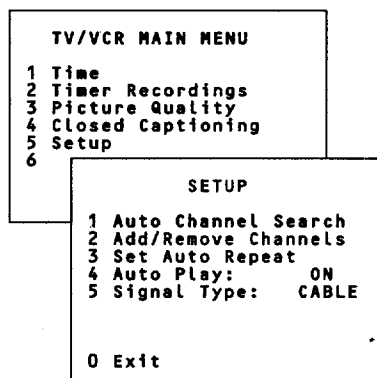 TV/VCR MAIN MENU
1 Time
2 Timer Recordings
3 Picture Quality
4 Closed Captioning
5 Setup
6
SETUP
1 Auto Channel Search
2 Add/Remove Channels
3 Set Auto Repeat
4 Auto Play: ON
5 Signal Type: CABLE
0 Exit